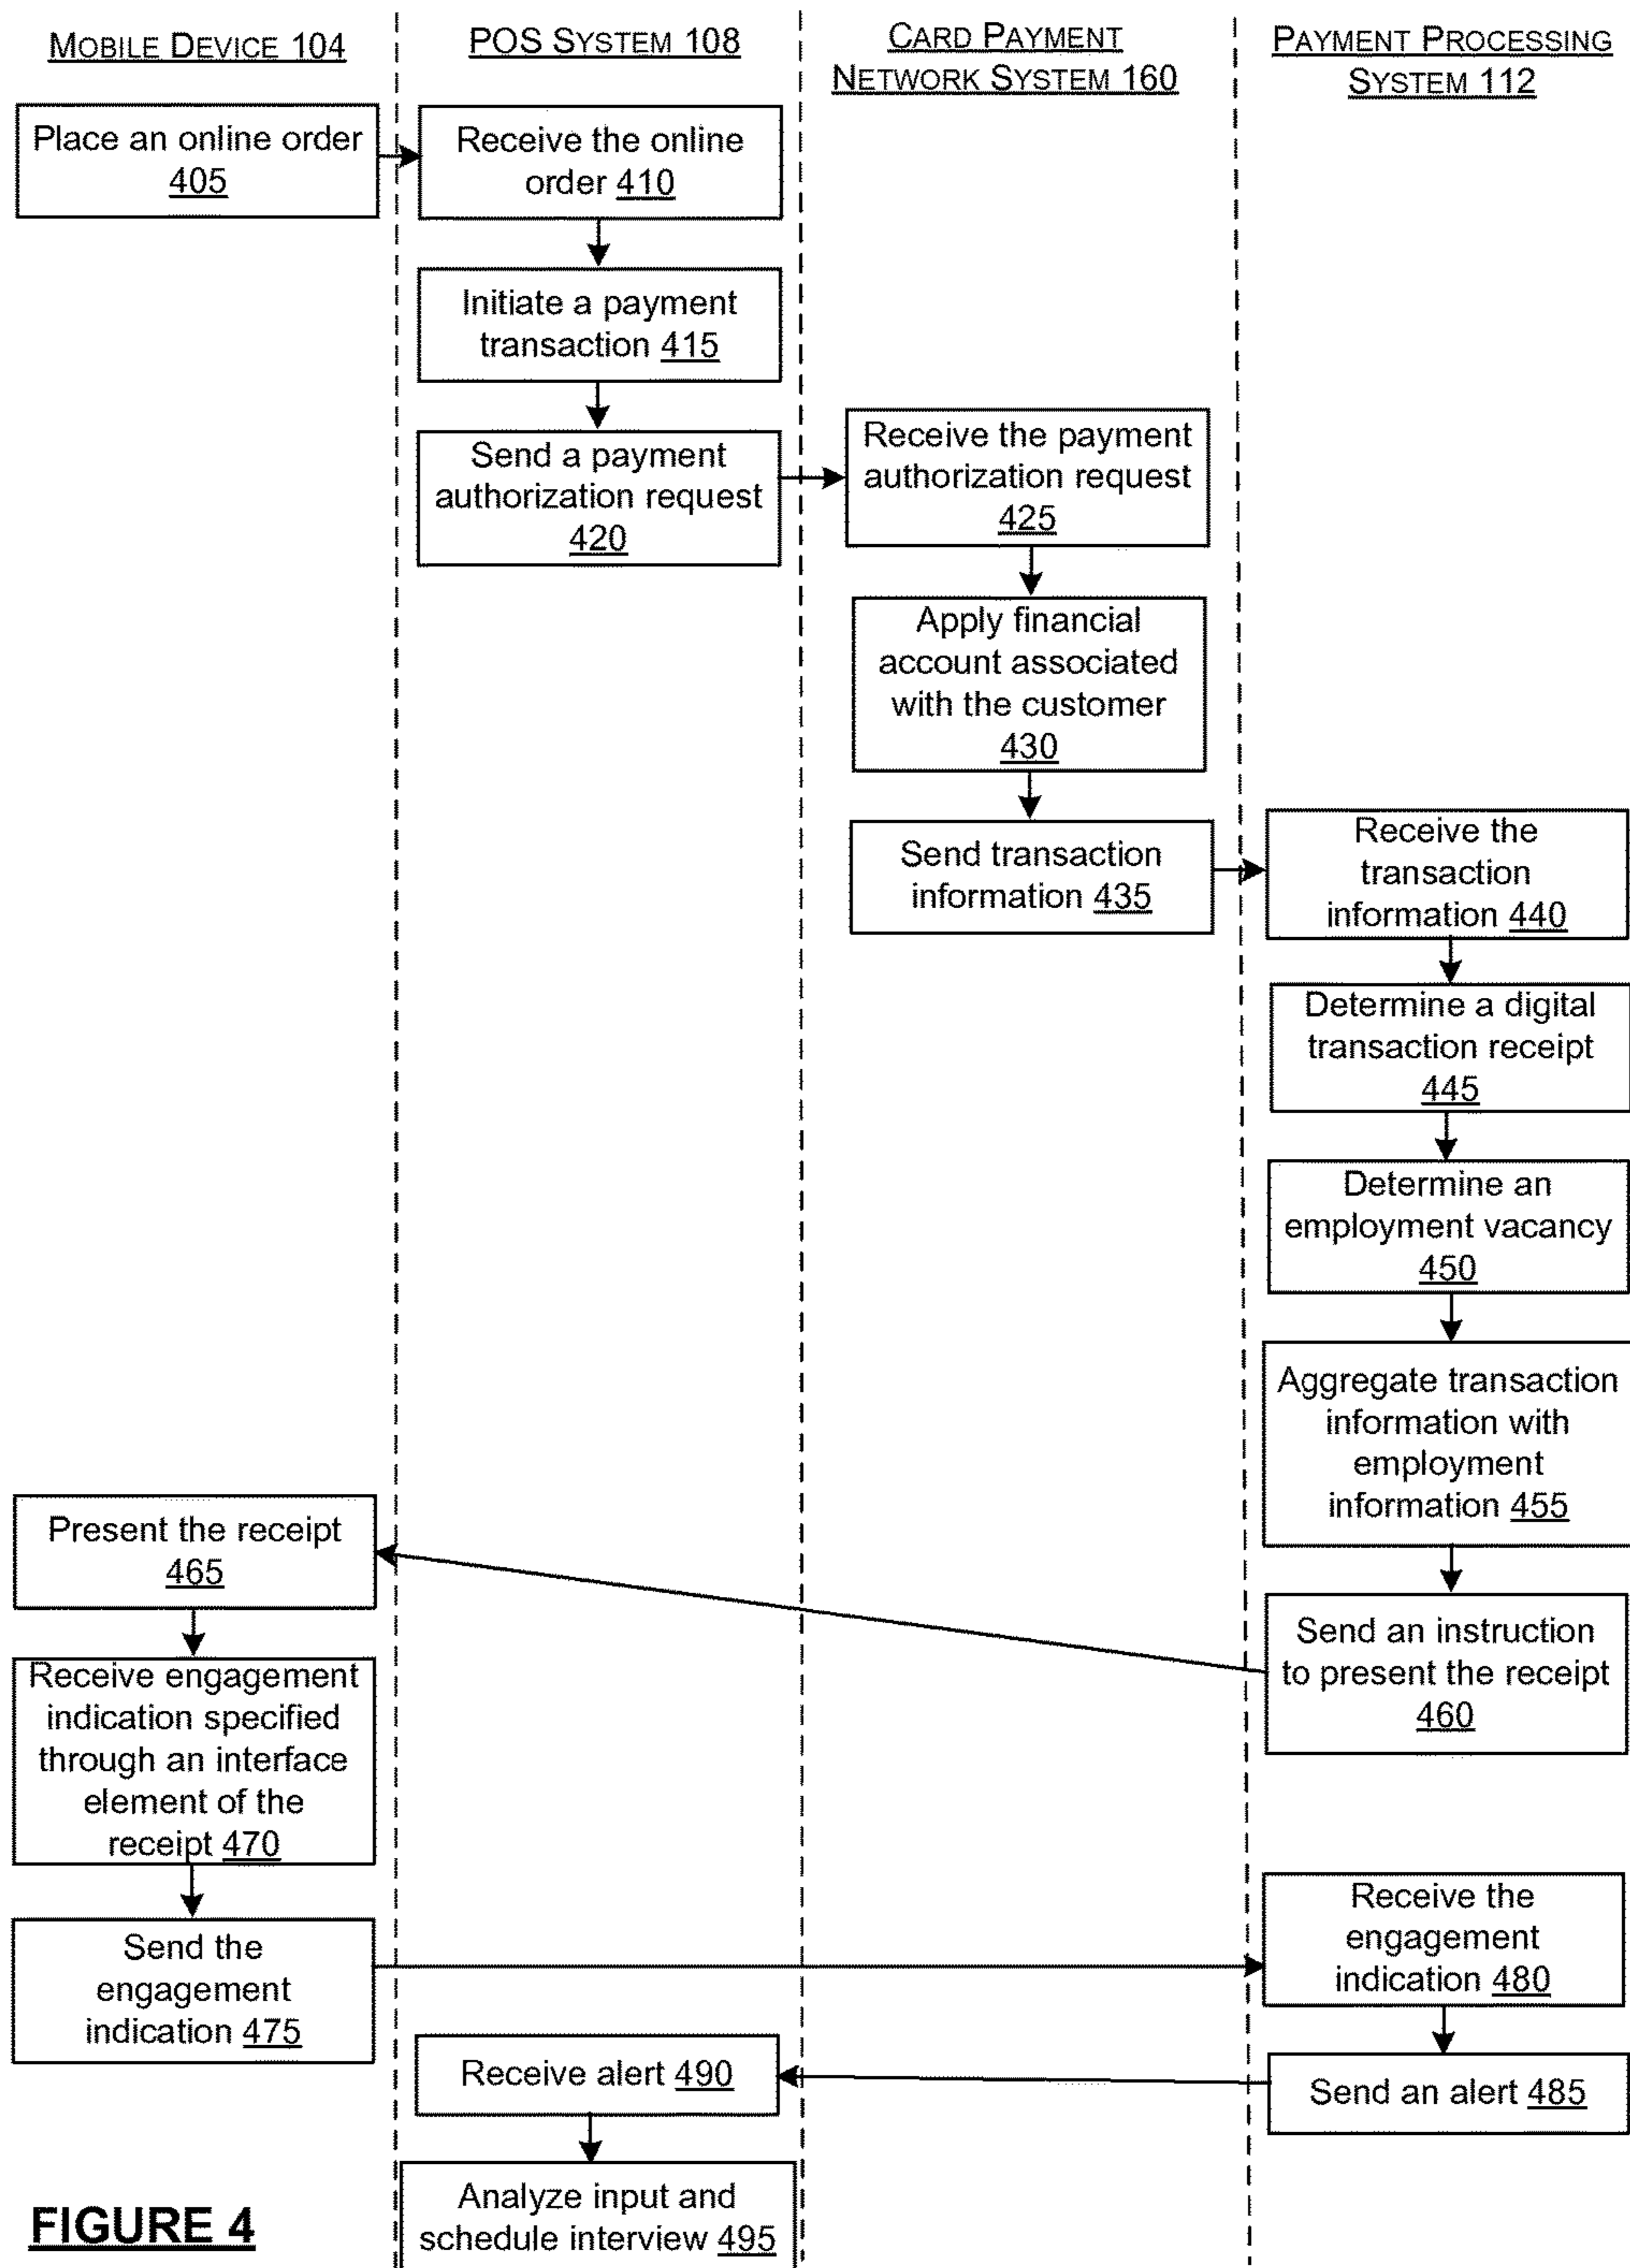 MOBILE DEVICE 104
POS SYSTEM 108
CARD PAYMENT
NETWORK SYSTEM 160
PAYMENT PROCESSING
SYSTEM 112
Place an online order
405
Receive the online
order 410
Initiate a payment
transaction 415
Send a payment
authorization request
420
Receive the payment
authorization request
425
Apply financial
account associated
with the customer
430
Send transaction
information 435
Receive the
transaction
information 440
Determine a digital
transaction receipt
445
Determine an
employment vacancy
450
Aggregate transaction
information with
employment
information 455
Send an instruction
to present the receipt
460
Present the receipt
465
Receive engagement
indication specified
through an interface
element of the
receipt 470
Send the
engagement
indication 475
Receive the
engagement
indication 480
Send an alert 485
Receive alert 490
Analyze input and
schedule interview 495
FIGURE 4